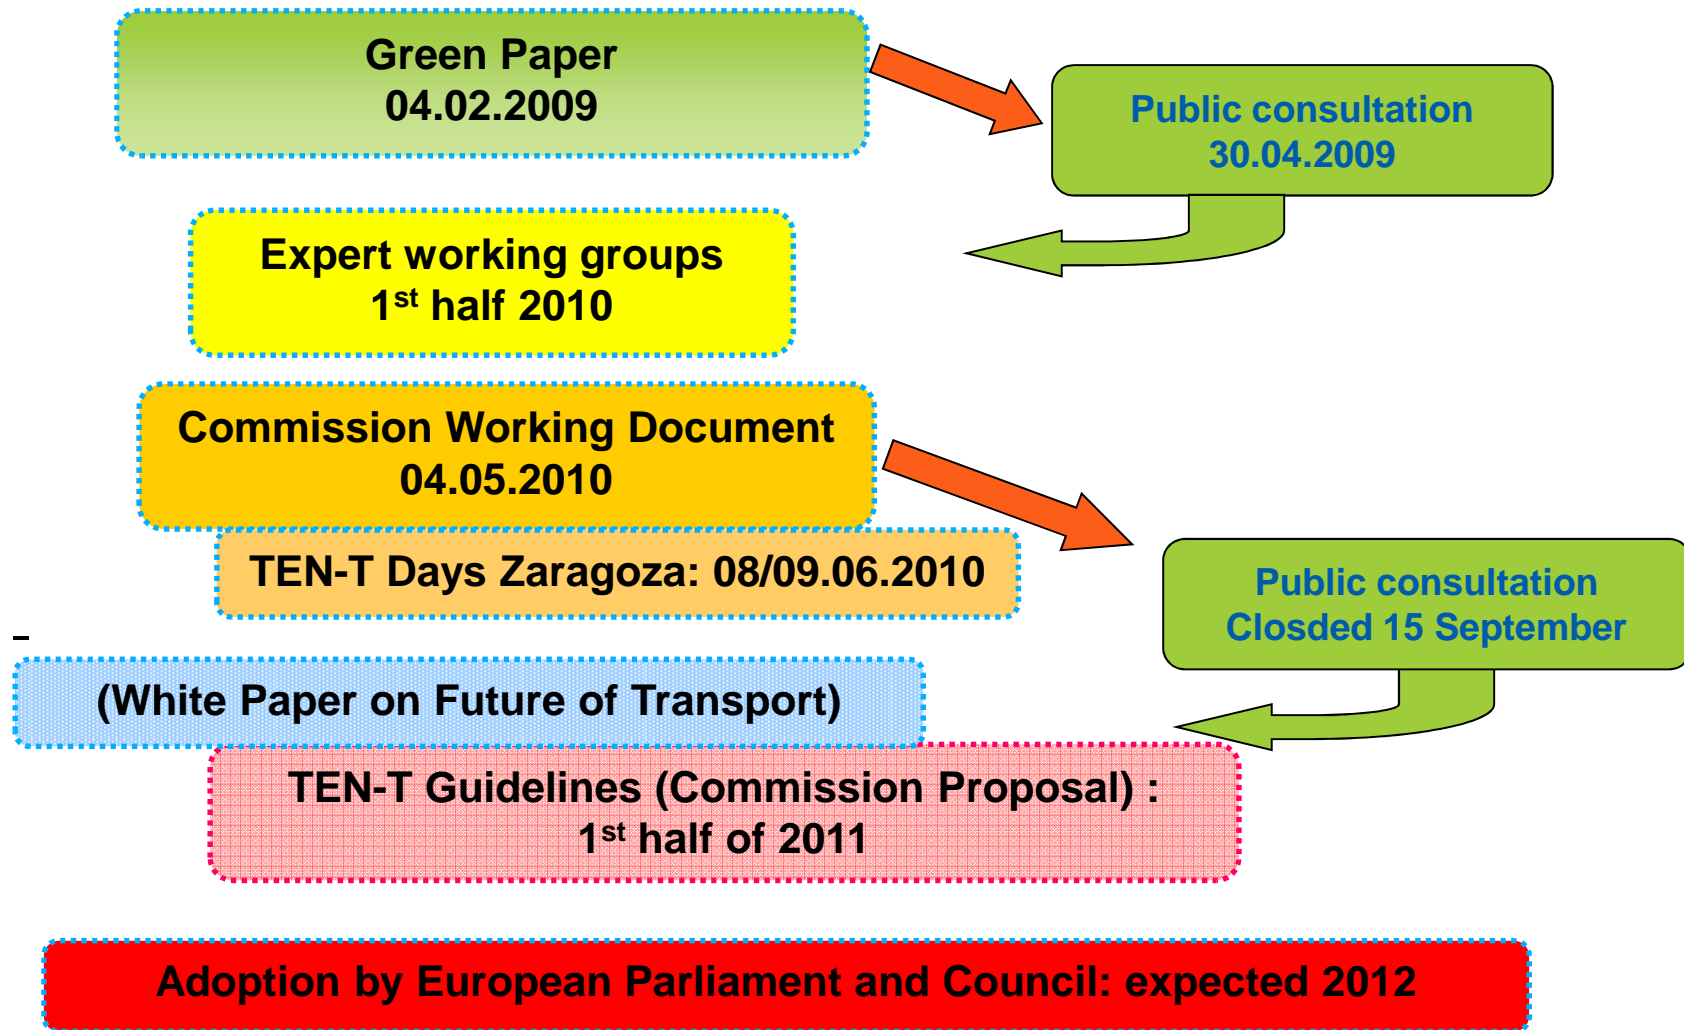 Green Paper
04.02.2009
Public consultation
30.04.2009
Expert working groups
1st half 2010
Commission Working Document
04.05.2010
TEN-T Days Zaragoza: 08/09.06.2010
Public consultation
Closded 15 September
(White Paper on Future of Transport)
TEN-T Guidelines (Commission Proposal) :
1st half of 2011
Adoption by European Parliament and Council: expected 2012